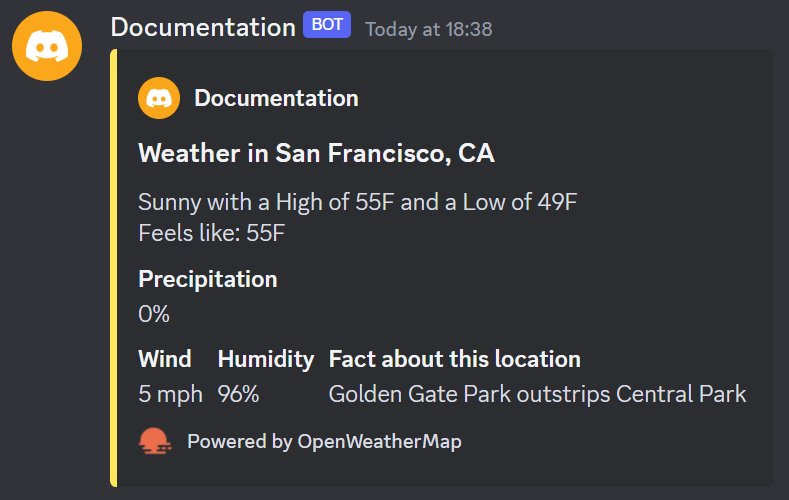 Documentation BOT Today at 18:38
Documentation
Weather in San Francisco, CA
Sunny with a High of 55F and a Low of 49F
Feels like: 55F
Precipitation
0%
Wind Humidity Fact about this location
5 mph 96% Golden Gate Park outstrips Central Park
Powered by OpenWeatherMap